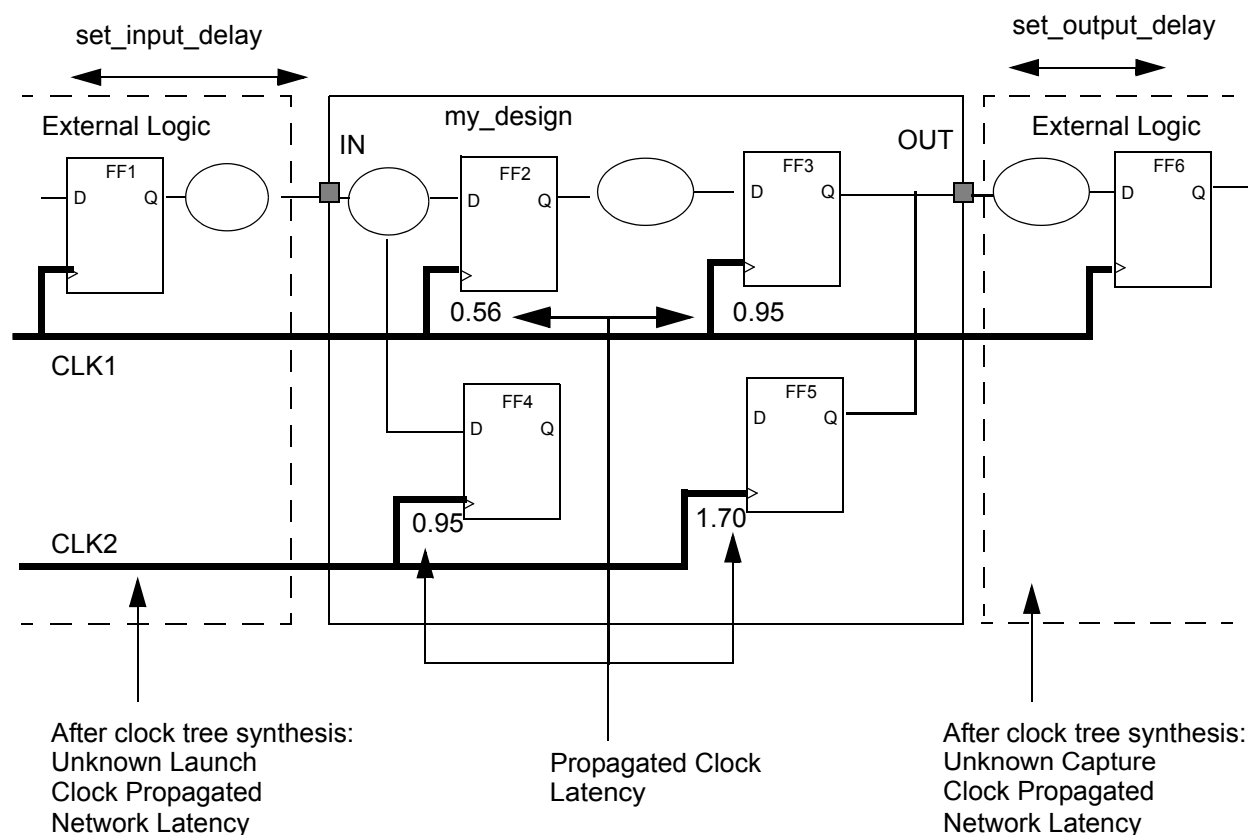 set_input_delay
set_output_delay
External Logic
my_design
External Logic
IN
OUT
FF1
D Q
FF2
D Q
FF3
D Q
FF6
D Q
0.56
0.95
CLK1
FF4
D Q
FF5
D Q
0.95
1.70
CLK2
After clock tree synthesis:
Unknown Launch
Clock Propagated
Network Latency
Propagated Clock
Latency
After clock tree synthesis:
Unknown Capture
Clock Propagated
Network Latency